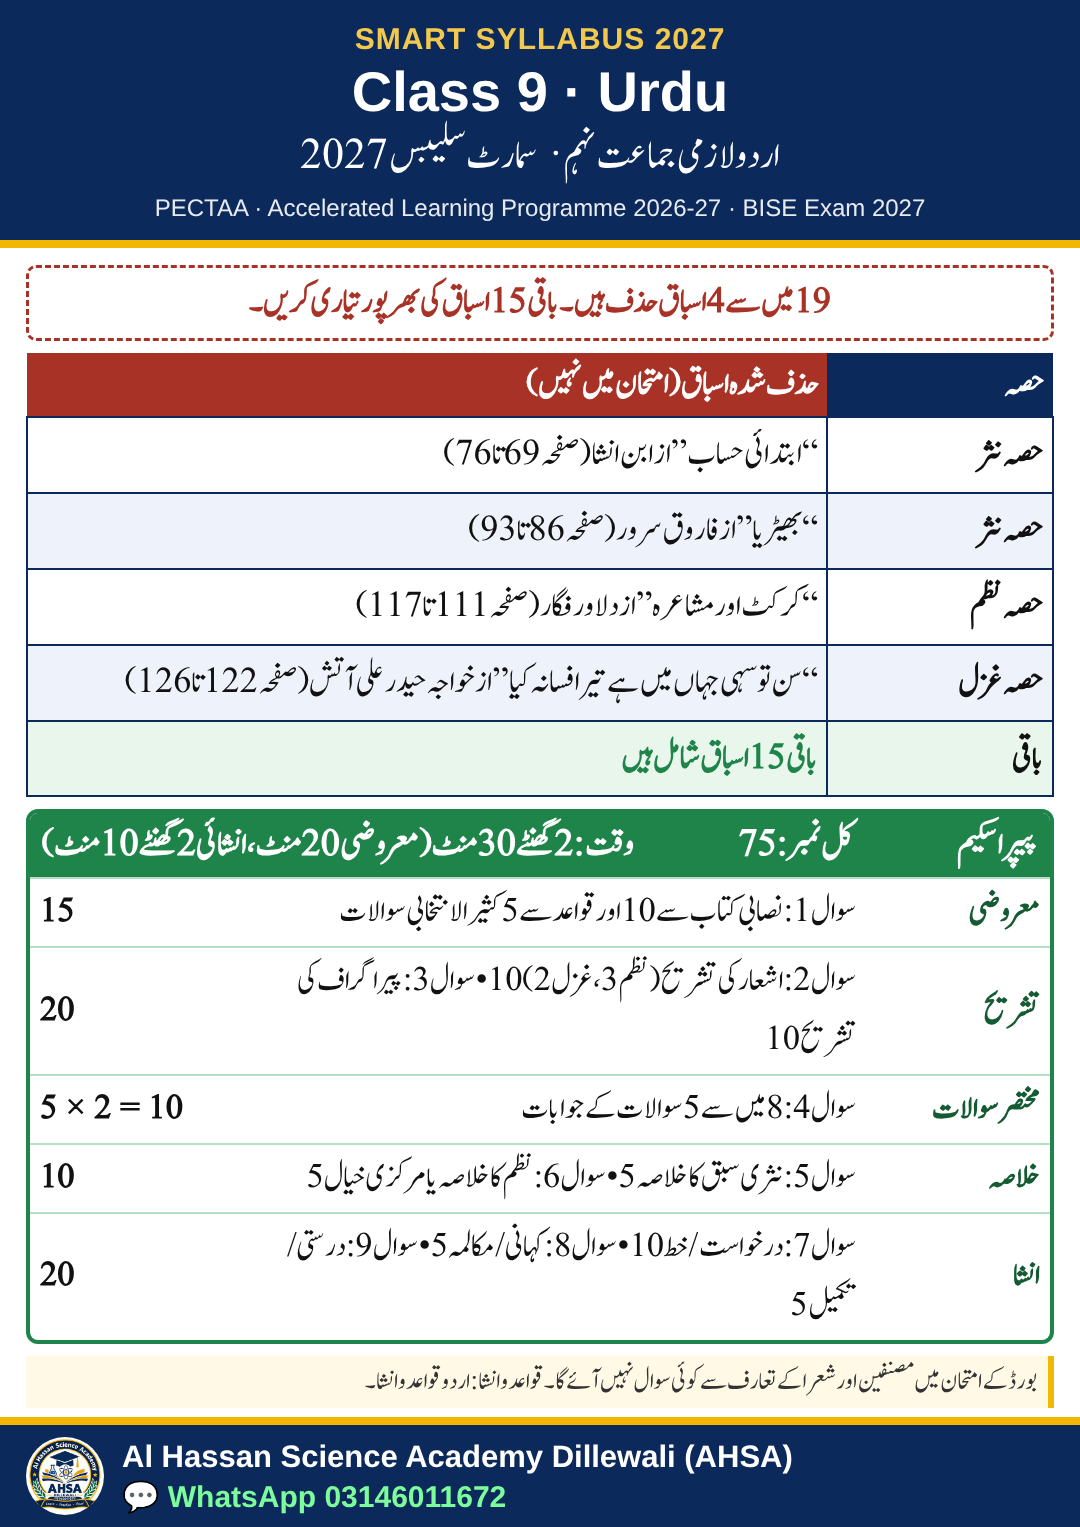 SMART SYLLABUS 2027
Class 9 · Urdu
اردو لازمی جماعت نہم · سمارٹ سلیبس 2027
PECTAA · Accelerated Learning Programme 2026-27 · BISE Exam 2027
19 میں سے 4 اسباق حذف ہیں۔ باقی 15 اسباق کی بھرپور تیاری کریں۔
حصہ حذف شدہ اسباق (امتحان میں نہیں)
حصہ نثر “ابتدائی حساب” از ابن انشا (صفحہ 69 تا 76)
حصہ نثر “بھیڑیا” از فاروق سرور (صفحہ 86 تا 93)
حصہ نظم “کرکٹ اور مشاعرہ” از دلاور فگار (صفحہ 111 تا 117)
حصہ غزل “سن تو سہی جہاں میں ہے تیرا افسانہ کیا” از خواجہ حیدر علی آتش (صفحہ 122 تا 126)
باقی باقی 15 اسباق شامل ہیں
پیپر اسکیم کل نمبر: 75 وقت: 2 گھنٹے 30 منٹ (معروضی 20 منٹ، انشائی 2 گھنٹے 10 منٹ)
معروضی سوال 1: نصابی کتاب سے 10 اور قواعد سے 5 کثیر الانتخابی سوالات 15
تشریح سوال 2: اشعار کی تشریح (نظم 3، غزل 2) 10 • سوال 3: پیراگراف کی
تشریح 10 20
مختصر سوالات سوال 4: 8 میں سے 5 سوالات کے جوابات 5 × 2 = 10
خلاصہ سوال 5: نثری سبق کا خلاصہ 5 • سوال 6: نظم کا خلاصہ یا مرکزی خیال 5 10
انشا سوال 7: درخواست/خط 10 • سوال 8: کہانی/مکالمہ 5 • سوال 9: درستی/
تکمیل 5 20
بورڈ کے امتحان میں مصنفین اور شعرا کے تعارف سے کوئی سوال نہیں آئے گا۔ قواعد و انشا: اردو قواعد و انشا۔
Al Hassan Science Academy Dillewali (AHSA)
WhatsApp 03146011672
Al Hassan Science Academy
AHSA
DILLEWALI